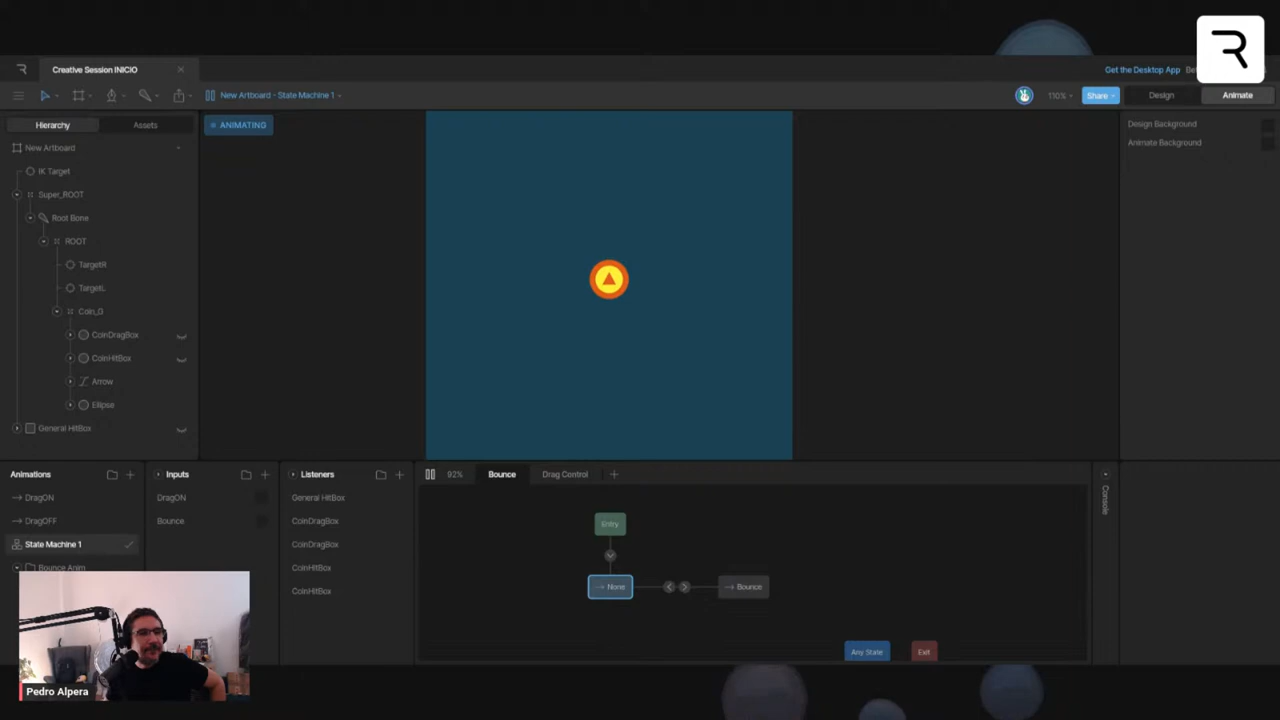 Creative Session INICIO
Get the Desktop App
New Artboard - State Machine 1
110%
Share
Design
Animate
Hierarchy
Assets
ANIMATING
Design Background
Animate Background
New Artboard
IK Target
Super_ROOT
Root Bone
ROOT
TargetR
TargetL
Coin_D
CoinDragBox
CoinHitBox
Arrow
Ellipse
General HitBox
Animations
Inputs
Listeners
92%
Bounce
Drag Control
Console
DragON
DragON
General HitBox
DragOFF
Bounce
CoinDragBox
Entry
State Machine 1
CoinDragBox
Bounce Anim
CoinHitBox
None
Bounce
CoinHitBox
Any State
Exit
Pedro Alpera